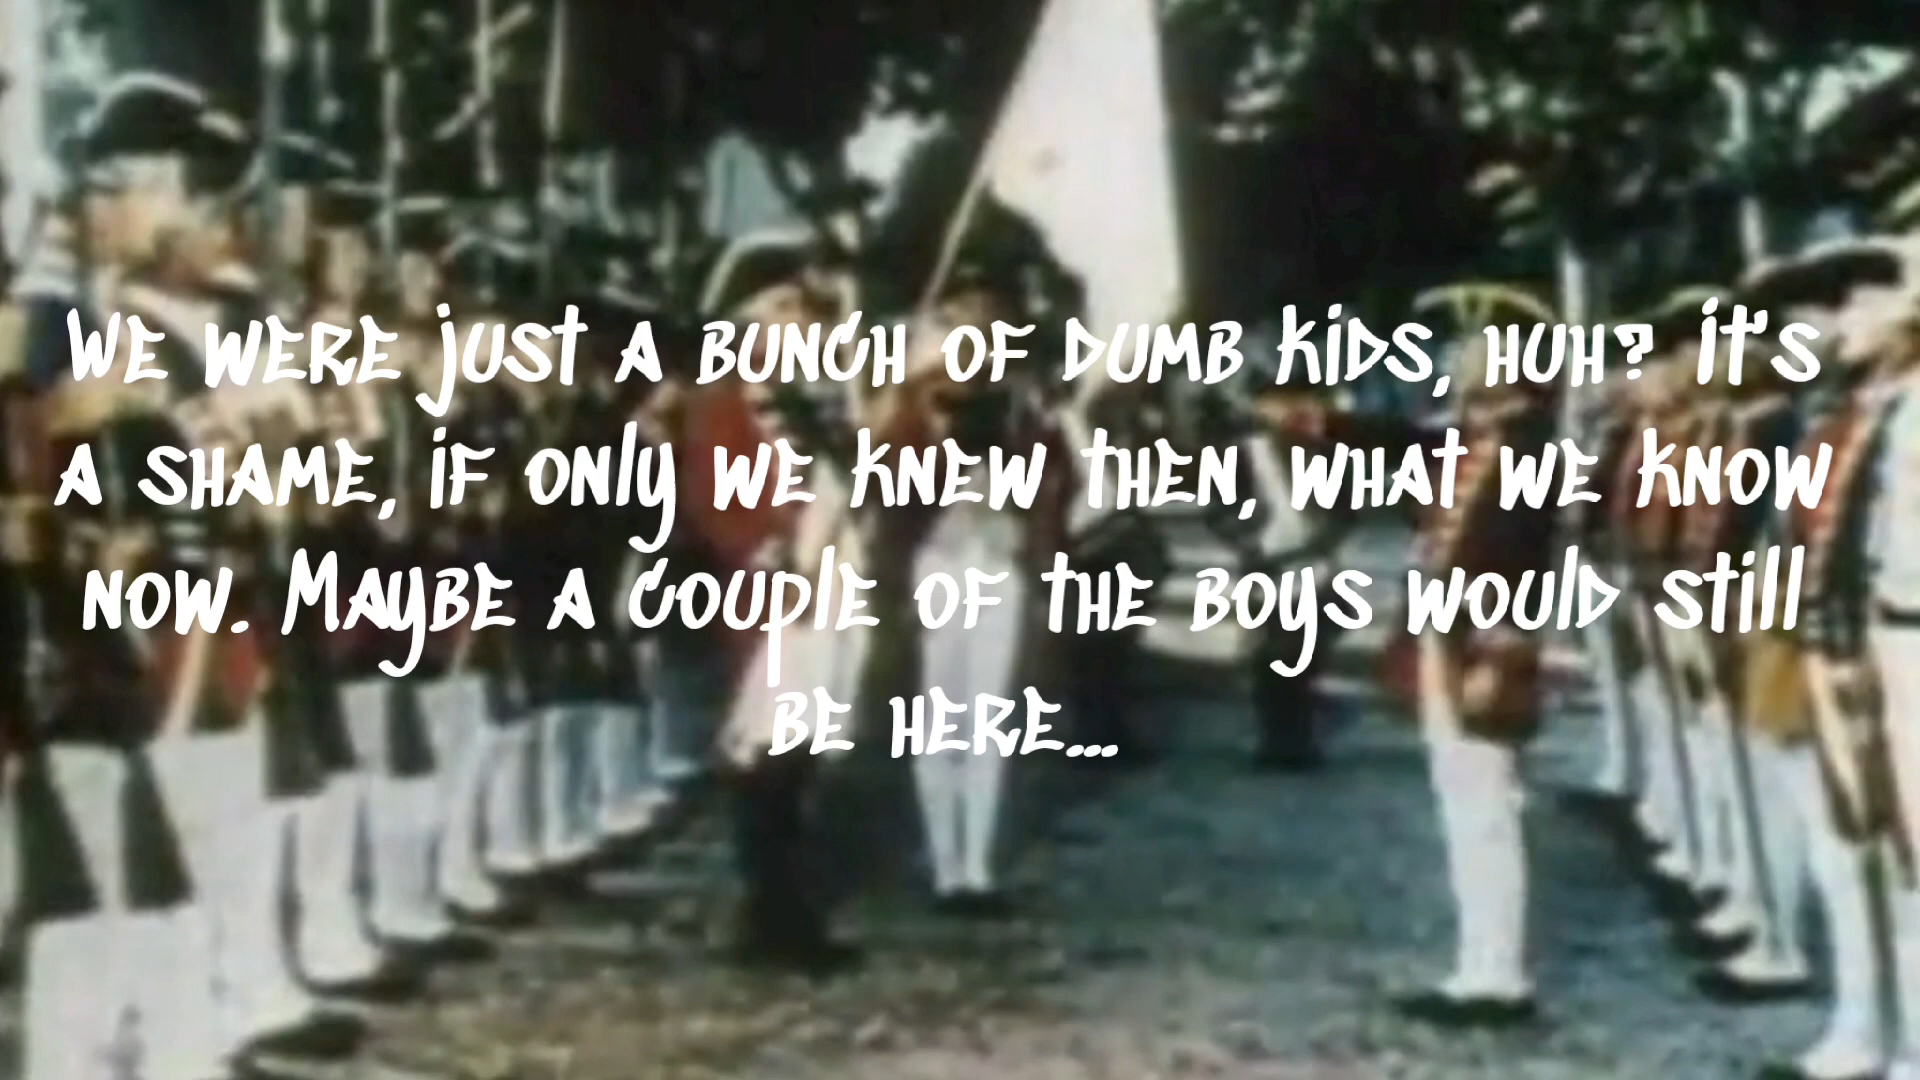 We were just a bunch of dumb kids, huh? It's
a shame, if only we knew then, what we know
now. Maybe a couple of the boys would still
be here...